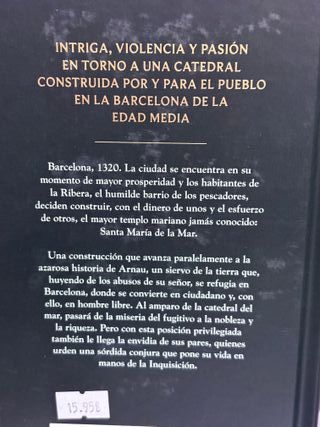 INTRIGA, VIOLENCIA Y PASIÓN
EN TORNO A UNA CATEDRAL
CONSTRUIDA POR Y PARA EL PUEBLO
EN LA BARCELONA DE LA
EDAD MEDIA
Barcelona, 1320. La ciudad se encuentra en su
momento de mayor prosperidad y los habitantes de
la Ribera, el humilde barrio de los pescadores,
deciden construir, con el dinero de unos y el esfuerzo
de otros, el mayor templo mariano jamás conocido:
Santa María de la Mar.
Una construcción que avanza paralelamente a la
azarosa historia de Arnau, un siervo de la tierra que,
huyendo de los abusos de su señor, se refugia en
Barcelona, donde se convierte en ciudadano y, con
ello, en hombre libre. Al amparo de la catedral del
mar, pasará de la miseria del fugitivo a la nobleza y
la riqueza. Pero con esta posición privilegiada
también le llega la envidia de sus pares, quienes
urden una sórdida conjura que pone su vida en
manos de la Inquisición.
15.95€